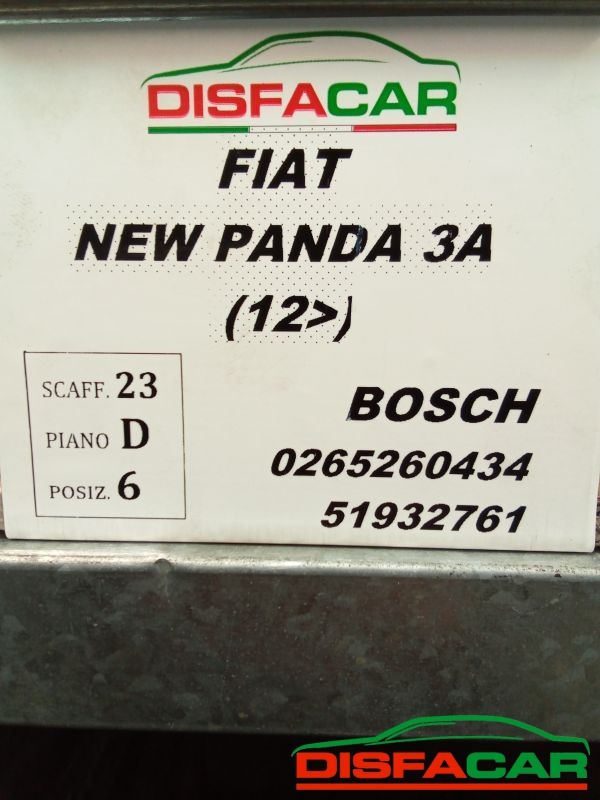 DISFACAR
FIAT
NEW PANDA 3A
(12>)
SCAFF. 23
PIANO D
POSIZ. 6
BOSCH
0265260434
51932761
DISFACAR